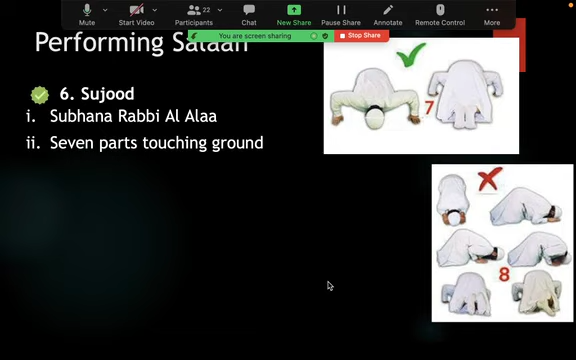 Mute
Start Video
22
Participants
Chat
New Share
Pause Share
Annotate
Remote Control
More
You are screen sharing
Stop Share
Performing Salaah
6. Sujood
i. Subhana Rabbi Al Alaa
ii. Seven parts touching ground
7
8